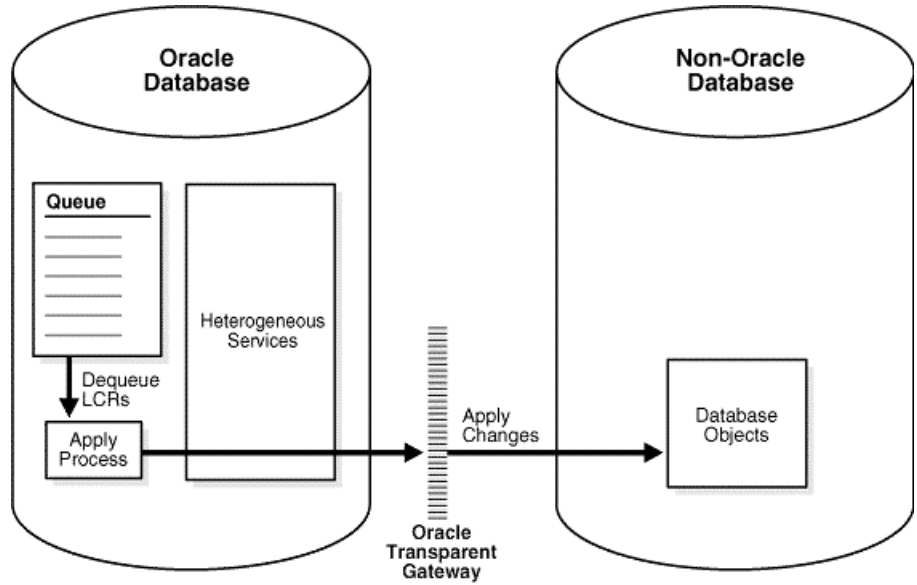 Oracle
Database
Non-Oracle
Database
Queue
Heterogeneous
Services
Dequeue
LCRs
Apply
Process
Apply
Changes
Database
Objects
Oracle
Transparent
Gateway